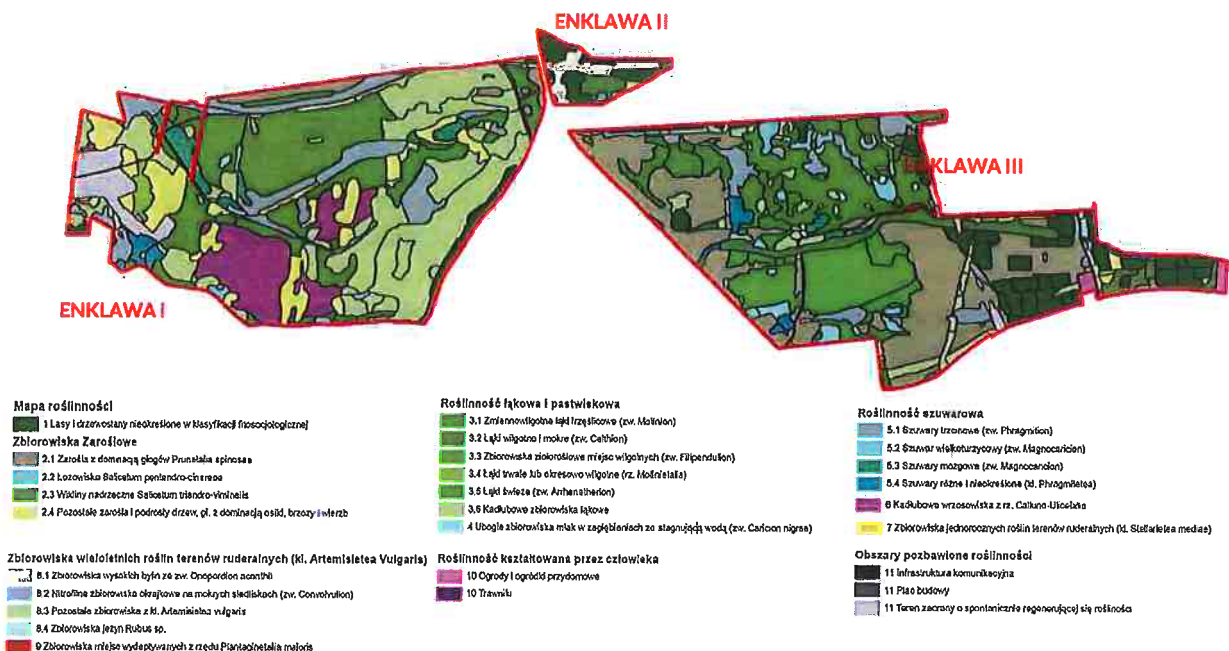 ENKLAWA II
ENKLAWA III
ENKLAWA I
Mapa roślinności
1 Lasy i drzewostany nieokreślone w klasyfikacji fitosocjologicznej
Zbiorowiska Zaroślowe
2.1 Zarośla z dominacją głogów Prunetalia spinosae
2.2 Łozowiska Salicetum pentandro-cinereae
2.3 Wikliny nadrzeczne Salicetum triandro-viminalis
2.4 Pozostałe zarośla i podrosty drzew, gł. z dominacją osiki, brzozy i wierzb
Zbiorowiska wieloletnich roślin terenów ruderalnych (kl. Artemisietea Vulgaris)
8.1 Zbiorowiska wysokich bylin ze zw. Onopordion acanthii
8.2 Nitrofilne zbiorowiska okrajkowe na mokrych siedliskach (zw. Convolvulion)
8.3 Pozostałe zbiorowiska z kl. Artemisietea vulgaris
8.4 Zbiorowiska jeżyn Rubus sp.
9 Zbiorowiska miejsc wydeptywanych z rzędu Plantaginetalia maioris
Roślinność łąkowa i pastwiskowa
3.1 Zmiennowilgotne łąki trzęślicowe (zw. Molinion)
3.2 Łąki wilgotne i mokre (zw. Calthion)
3.3 Zbiorowiska ziołoroślowe miejsc wilgotnych (zw. Filipendulion)
3.4 Łąki trwale lub okresowo wilgotne (rz. Molinietalia)
3.5 Łąki świeże (zw. Arrhenatherion)
3.6 Kadłubowe zbiorowiska łąkowe
4 Ubogie zbiorowiska młak w zagłębieniach ze stagnującą wodą (zw. Caricion nigrae)
Roślinność kształtowana przez człowieka
10 Ogrody i ogródki przydomowe
10 Trawniki
Roślinność szuwarowa
5.1 Szuwary trzcinowe (zw. Phragmition)
5.2 Szuwar wielkoturzycowy (zw. Magnocaricion)
5.3 Szuwary mozgowe (zw. Magnocaricion)
5.4 Szuwary różne i nieokreślone (kl. Phragmitetea)
6 Kadłubowe wrzosowiska z rz. Calluno-Ulicetalia
7 Zbiorowiska jednorocznych roślin terenów ruderalnych (kl. Stellarietea mediae)
Obszary pozbawione roślinności
11 Infrastruktura komunikacyjna
11 Plac budowy
11 Teren zaorany o spontanicznie regenerującej się roślinności